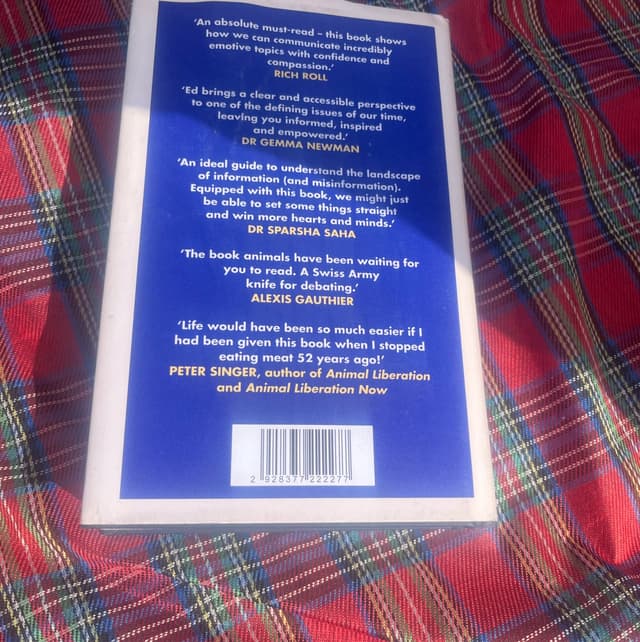 ‘An absolute must-read – this book shows
how we can communicate incredibly
emotive topics with confidence and
compassion.’
RICH ROLL
‘Ed brings a clear and accessible perspective
to one of the defining issues of our time,
leaving you informed, inspired
and empowered.’
DR GEMMA NEWMAN
‘An ideal guide to understand the landscape
of information (and misinformation).
Equipped with this book, we might just
be able to set some things straight
and win more hearts and minds.’
DR SPARSHA SAHA
‘The book animals have been waiting for
you to read. A Swiss Army
knife for debating.’
ALEXIS GAUTHIER
‘Life would have been so much easier if I
had been given this book when I stopped
eating meat 52 years ago!’
PETER SINGER, author of Animal Liberation
and Animal Liberation Now
2 928377 222277